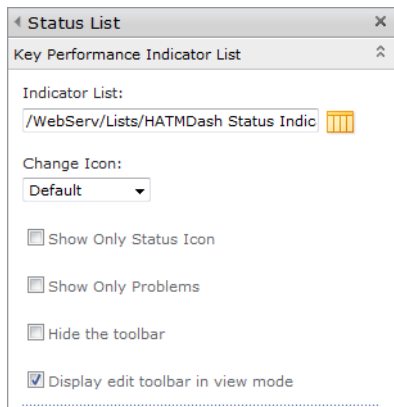 Status List
Key Performance Indicator List
Indicator List:
/WebServ/Lists/HATMDash Status Indic
Change Icon:
Default
Show Only Status Icon
Show Only Problems
Hide the toolbar
Display edit toolbar in view mode